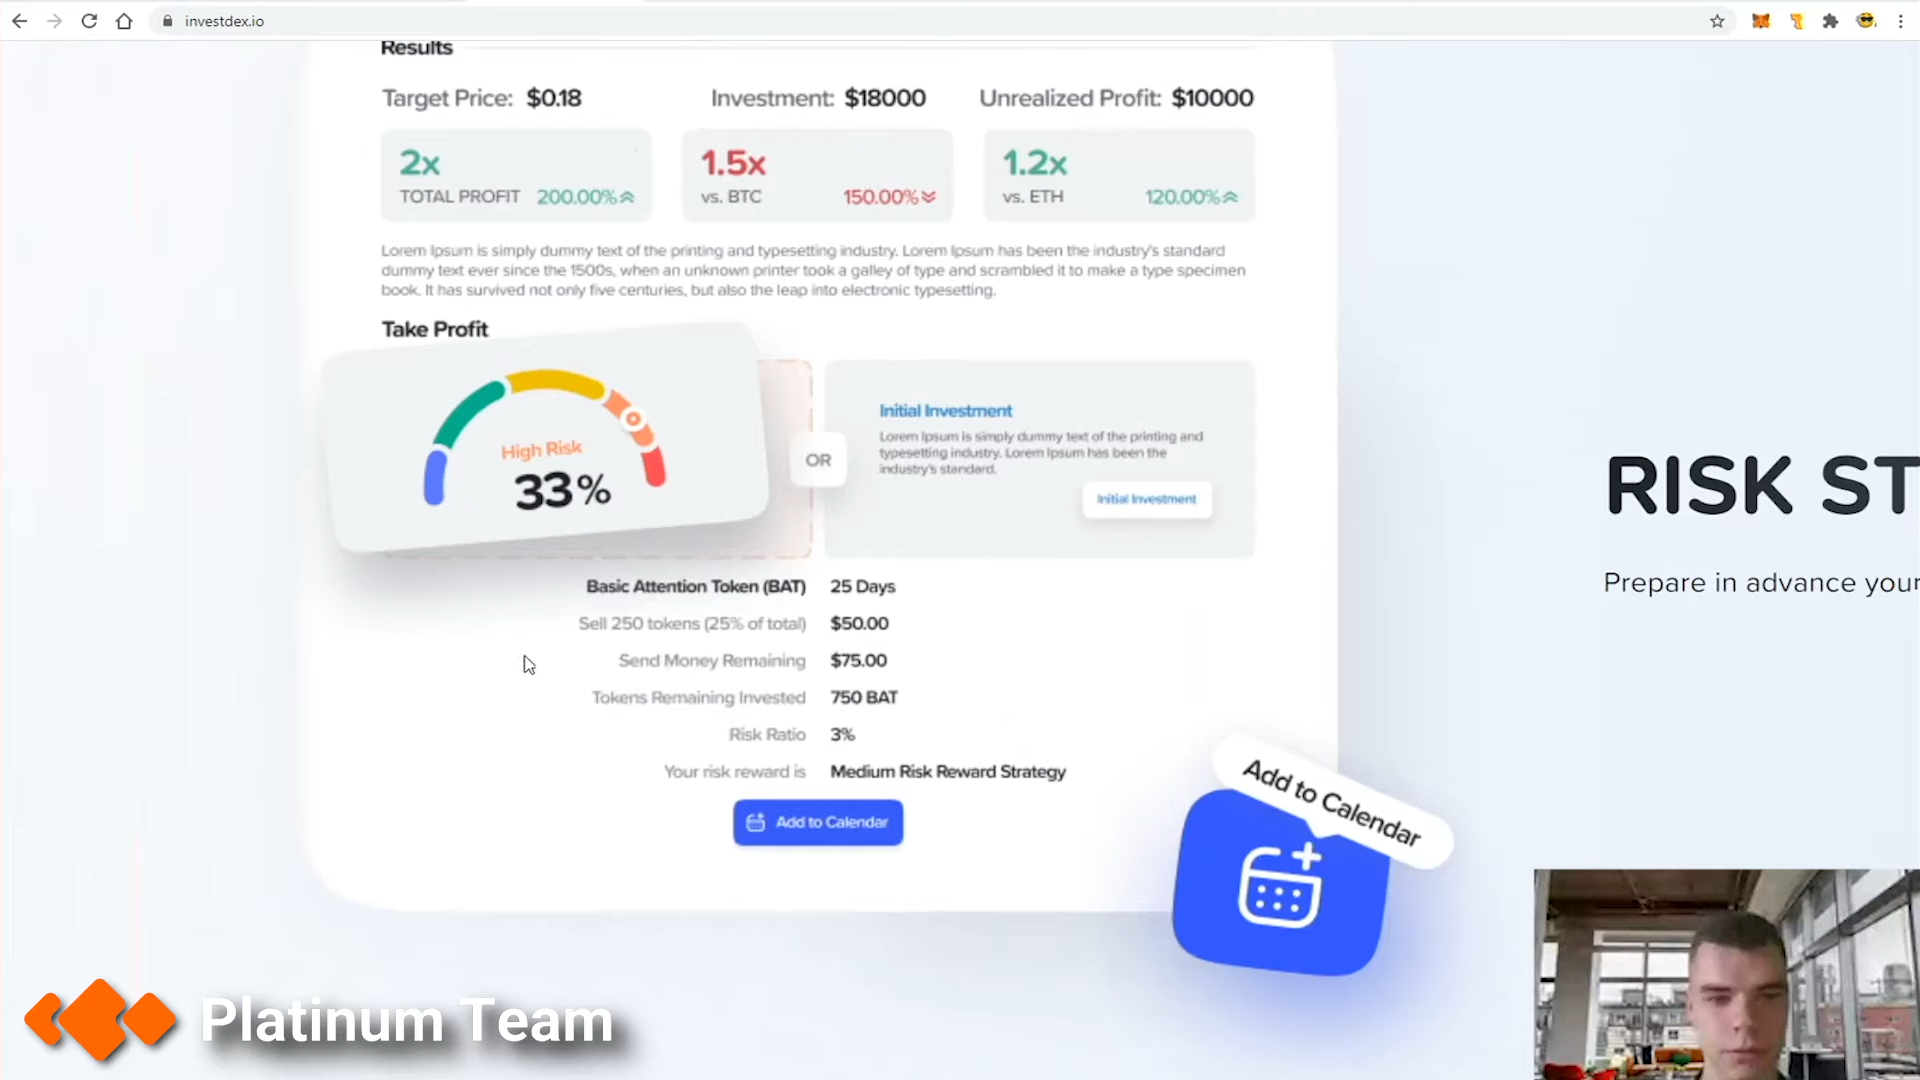 investdex.io
Results
Target Price: $0.18 Investment: $18000 Unrealized Profit: $10000
2x 1.5x 1.2x
TOTAL PROFIT 200.00% vs. BTC 150.00% vs. ETH 120.00%
Lorem Ipsum is simply dummy text of the printing and typesetting industry. Lorem Ipsum has been the industry's standard
dummy text ever since the 1500s, when an unknown printer took a galley of type and scrambled it to make a type specimen
book. It has survived not only five centuries, but also the leap into electronic typesetting.
Take Profit
High Risk
33%
OR
Initial Investment
Lorem Ipsum is simply dummy text of the printing and
typesetting industry. Lorem Ipsum has been the
industry's standard.
Initial Investment
Basic Attention Token (BAT) 25 Days
Sell 250 tokens (25% of total) $50.00
Send Money Remaining $75.00
Tokens Remaining Invested 750 BAT
Risk Ratio 3%
Your risk reward is Medium Risk Reward Strategy
Add to Calendar
Add to Calendar
RISK ST
Prepare in advance your
Platinum Team